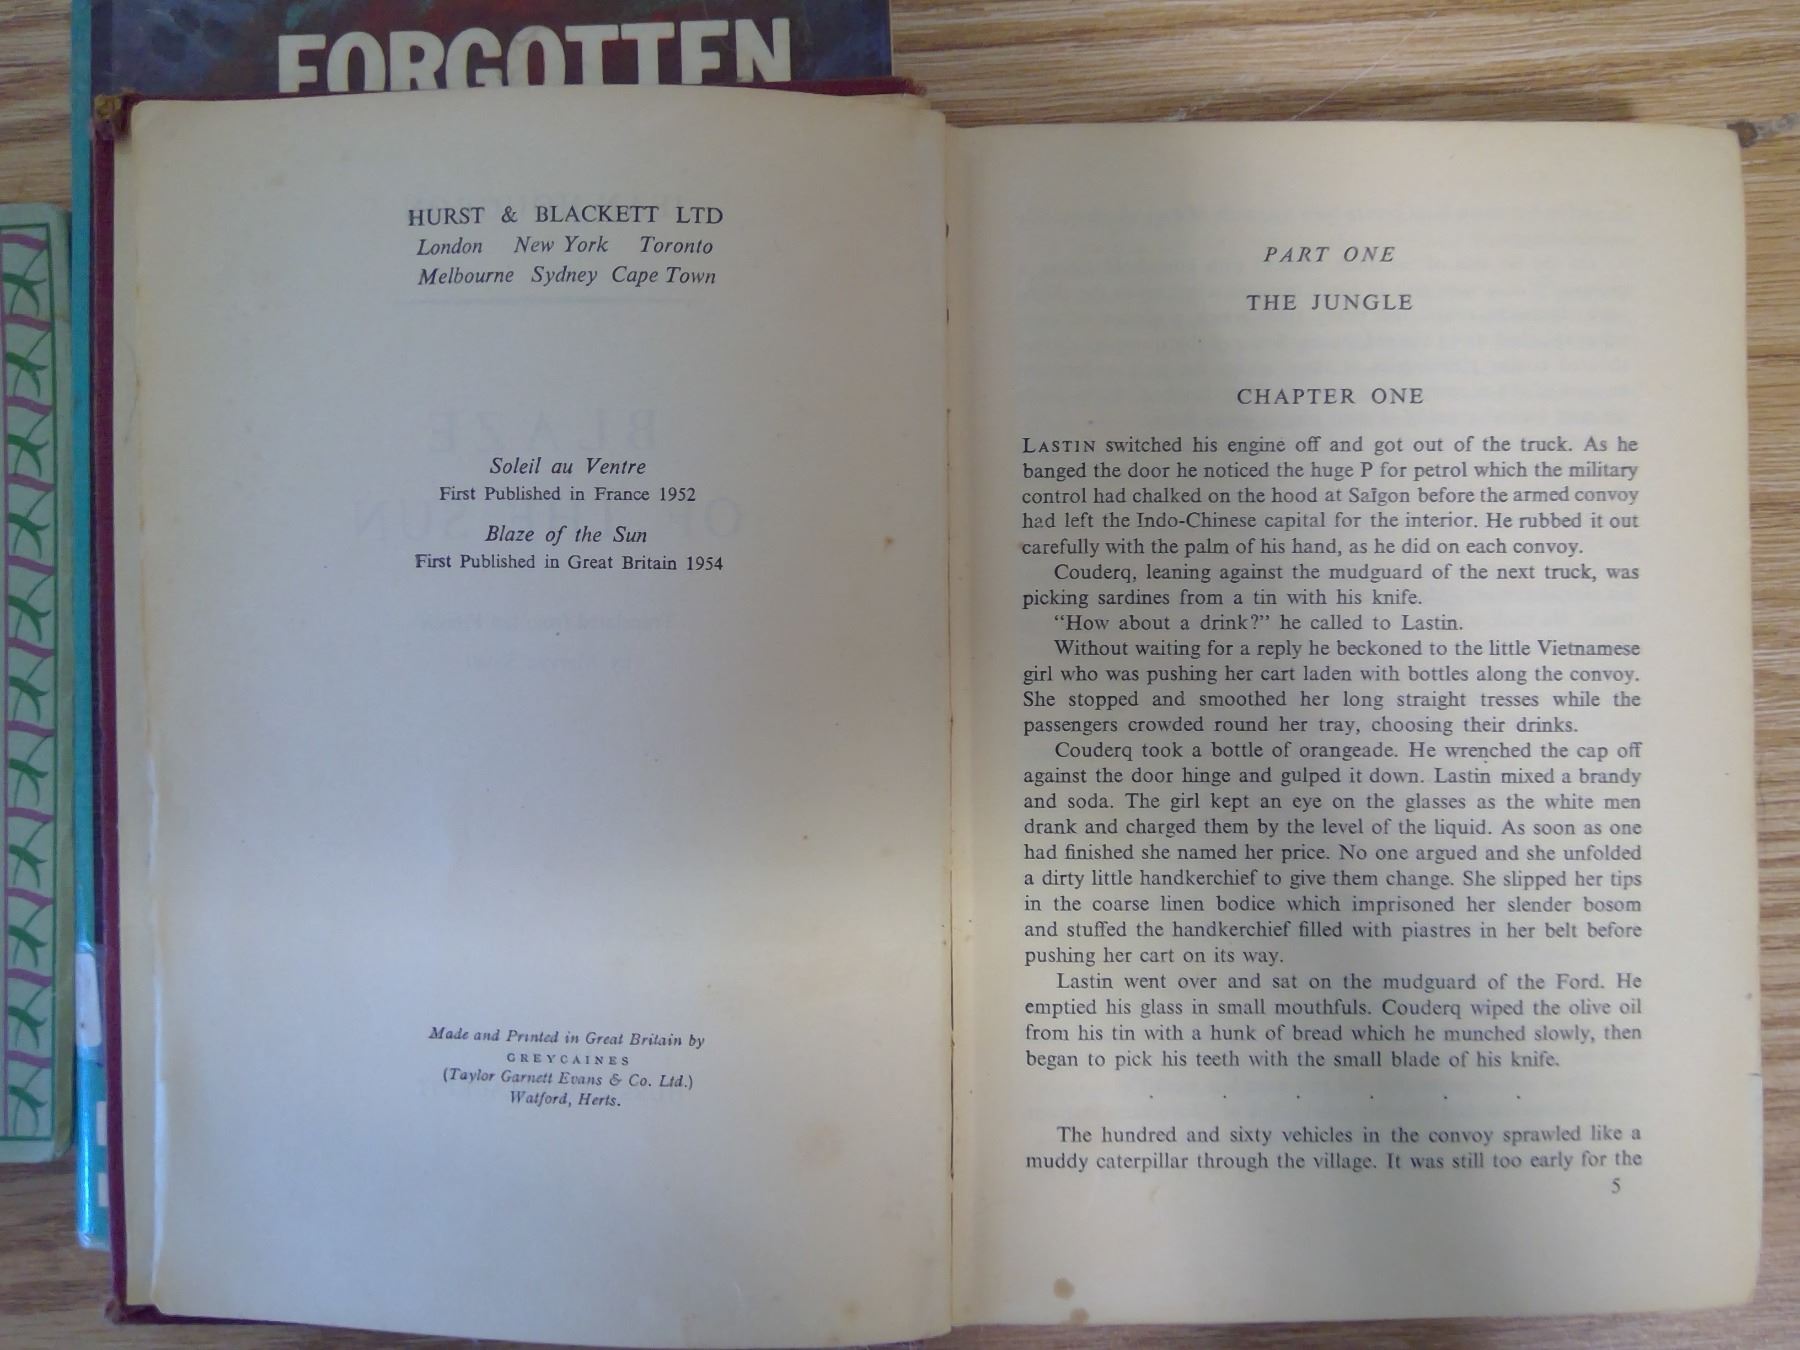 FORGOTTEN
HURST & BLACKETT LTD
London New York Toronto
Melbourne Sydney Cape Town
Soleil au Ventre
First Published in France 1952
Blaze of the Sun
First Published in Great Britain 1954
Made and Printed in Great Britain by
GREYCAINES
(Taylor Garnett Evans & Co. Ltd.)
Watford, Herts.
PART ONE
THE JUNGLE
CHAPTER ONE
LASTIN switched his engine off and got out of the truck. As he
banged the door he noticed the huge P for petrol which the military
control had chalked on the hood at Saïgon before the armed convoy
had left the Indo-Chinese capital for the interior. He rubbed it out
carefully with the palm of his hand, as he did on each convoy.
Couderq, leaning against the mudguard of the next truck, was
picking sardines from a tin with his knife.
“How about a drink?” he called to Lastin.
Without waiting for a reply he beckoned to the little Vietnamese
girl who was pushing her cart laden with bottles along the convoy.
She stopped and smoothed her long straight tresses while the
passengers crowded round her tray, choosing their drinks.
Couderq took a bottle of orangeade. He wrenched the cap off
against the door hinge and gulped it down. Lastin mixed a brandy
and soda. The girl kept an eye on the glasses as the white men
drank and charged them by the level of the liquid. As soon as one
had finished she named her price. No one argued and she unfolded
a dirty little handkerchief to give them change. She slipped her tips
in the coarse linen bodice which imprisoned her slender bosom
and stuffed the handkerchief filled with piastres in her belt before
pushing her cart on its way.
Lastin went over and sat on the mudguard of the Ford. He
emptied his glass in small mouthfuls. Couderq wiped the olive oil
from his tin with a hunk of bread which he munched slowly, then
began to pick his teeth with the small blade of his knife.
. . . . . .
The hundred and sixty vehicles in the convoy sprawled like a
muddy caterpillar through the village. It was still too early for the
5